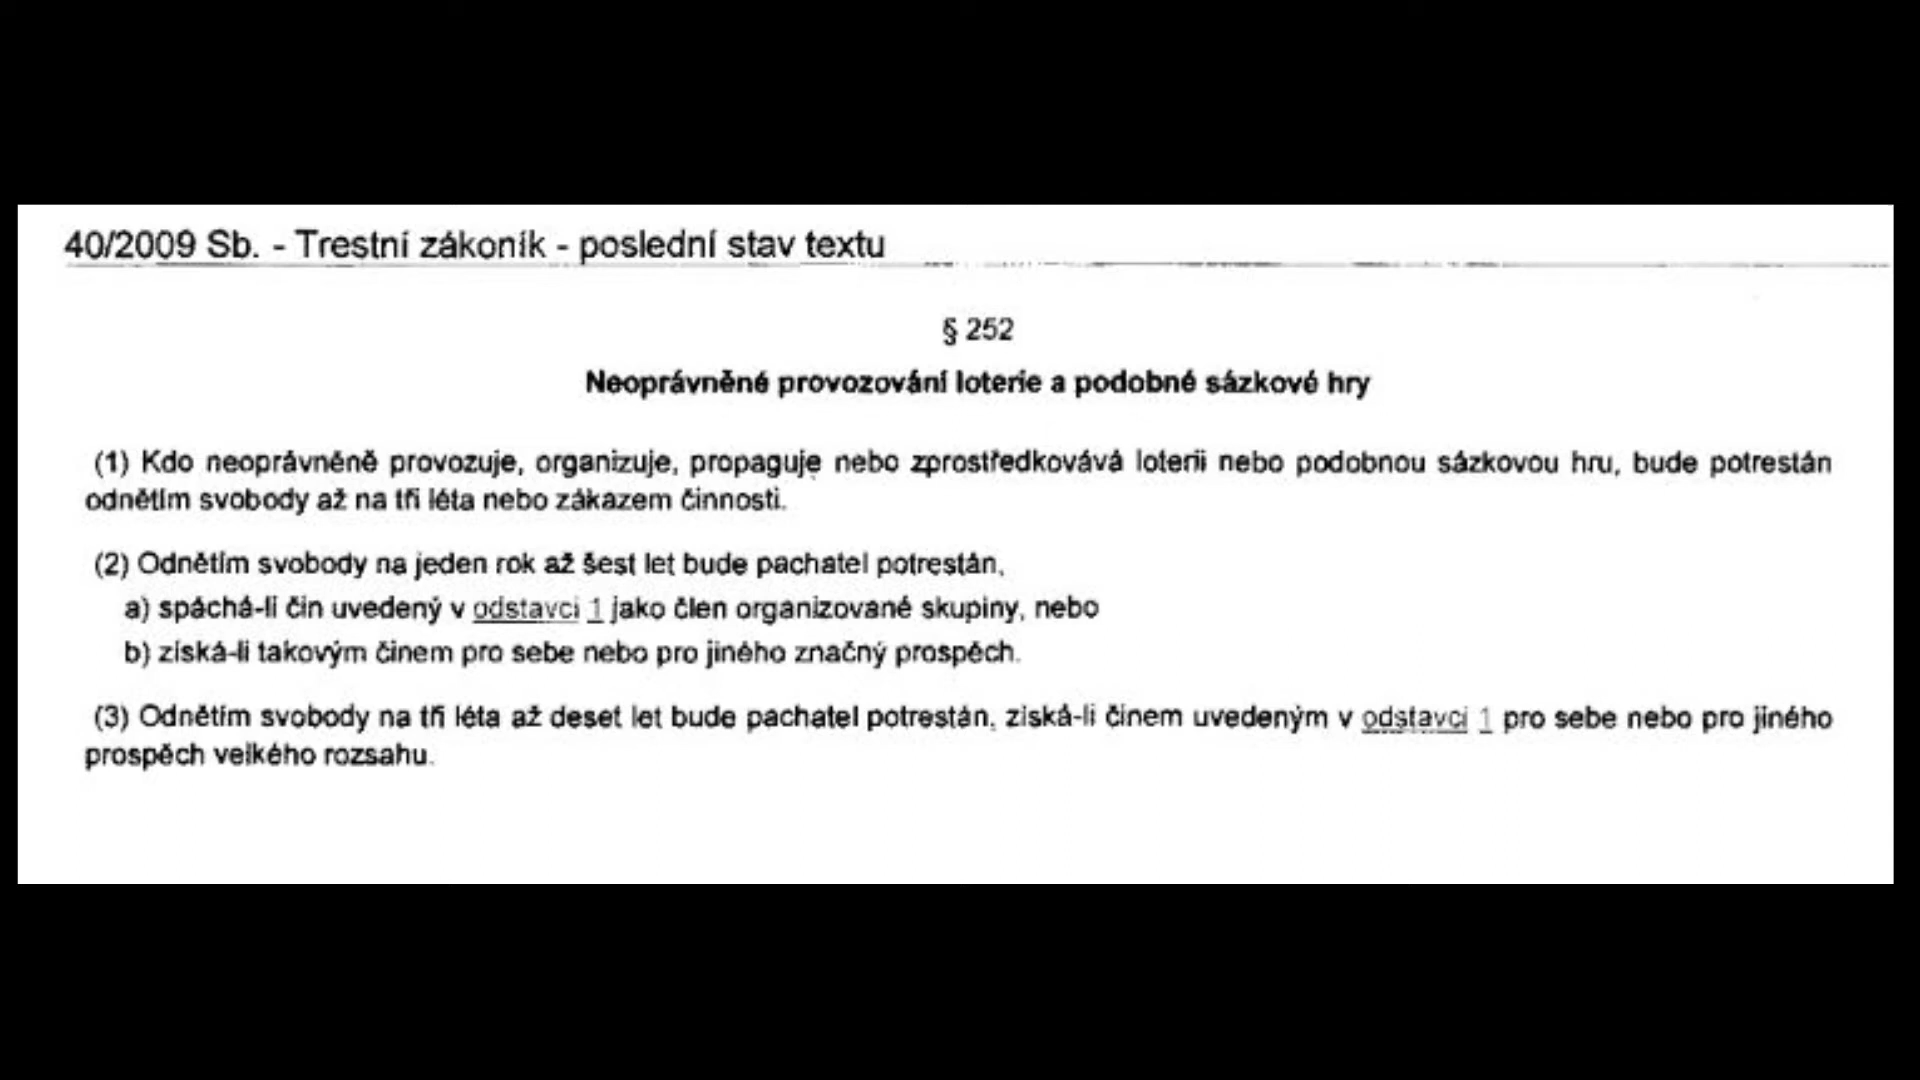 40/2009 Sb. - Trestní zákoník - poslední stav textu
§ 252
Neoprávněné provozování loterie a podobné sázkové hry
(1) Kdo neoprávněně provozuje, organizuje, propaguje nebo zprostředkovává loterii nebo podobnou sázkovou hru, bude potrestán
odnětím svobody až na tři léta nebo zákazem činnosti.
(2) Odnětím svobody na jeden rok až šest let bude pachatel potrestán,
a) spáchá-li čin uvedený v odstavci 1 jako člen organizované skupiny, nebo
b) získá-li takovým činem pro sebe nebo pro jiného značný prospěch.
(3) Odnětím svobody na tři léta až deset let bude pachatel potrestán, získá-li činem uvedeným v odstavci 1 pro sebe nebo pro jiného
prospěch velkého rozsahu.